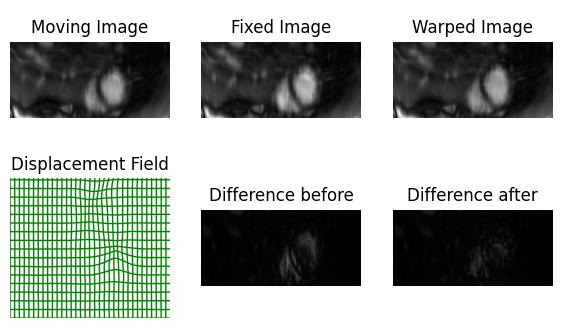 Moving Image
Fixed Image
Warped Image
Displacement Field
Difference before
Difference after